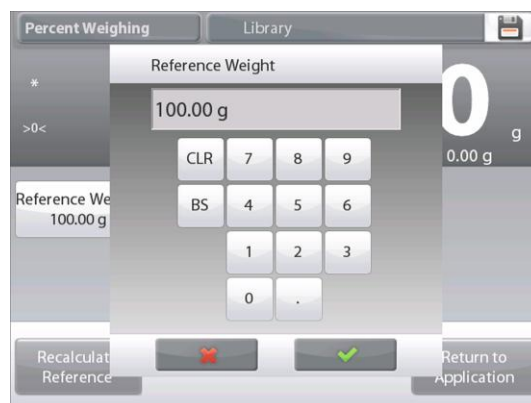 Percent Weighing
Library
*
>0<
0
g
0.00 g
Reference Weight
100.00 g
CLR
7
8
9
BS
4
5
6
1
2
3
0
.
Reference We
100.00 g
Recalculat
Reference
Return to
Application